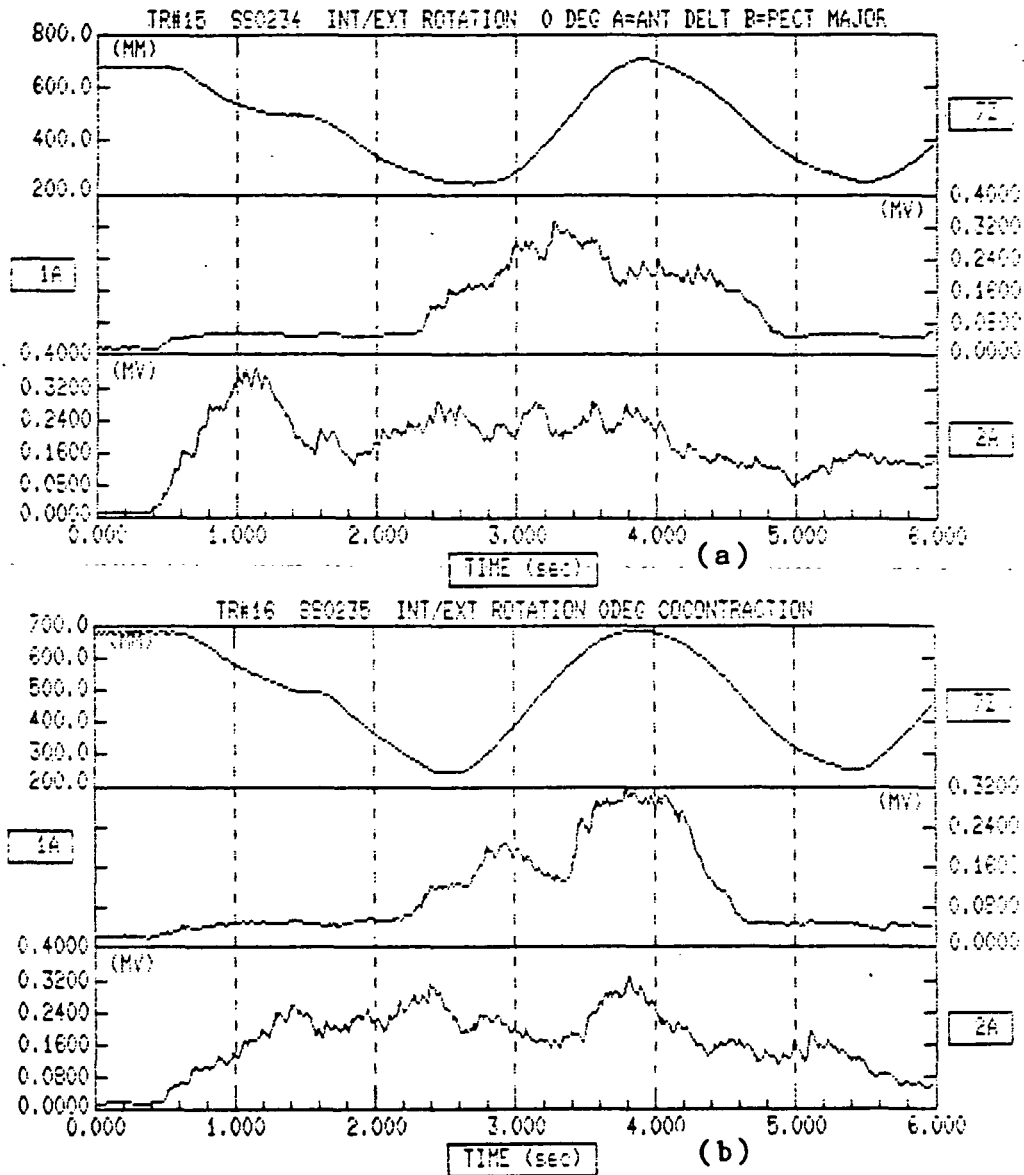 TR#15 SS0234 INT/EXT ROTATION 0 DEG A=ANT DELT B=PECT MAJOR
800.0
(MM)
600.0
7Z
400.0
200.0
0.4000
(MV)
0.3200
0.2400
1A
0.1600
0.0800
0.4000
0.0000
(MV)
0.3200
0.2400
2A
0.1600
0.0800
0.0000
0.000 1.000 2.000 3.000 4.000 5.000 6.000
(a)
TIME (sec)
TR#16 SS0235 INT/EXT ROTATION 0DEG COCONTRACTION
700.0
(MM)
600.0
500.0
7Z
400.0
300.0
200.0
0.3200
(MV)
0.2400
1A
0.1600
0.0800
0.4000
0.0000
(MV)
0.3200
0.2400
2A
0.1600
0.0800
0.0000
0.000 1.000 2.000 3.000 4.000 5.000 6.000
TIME (sec)
(b)